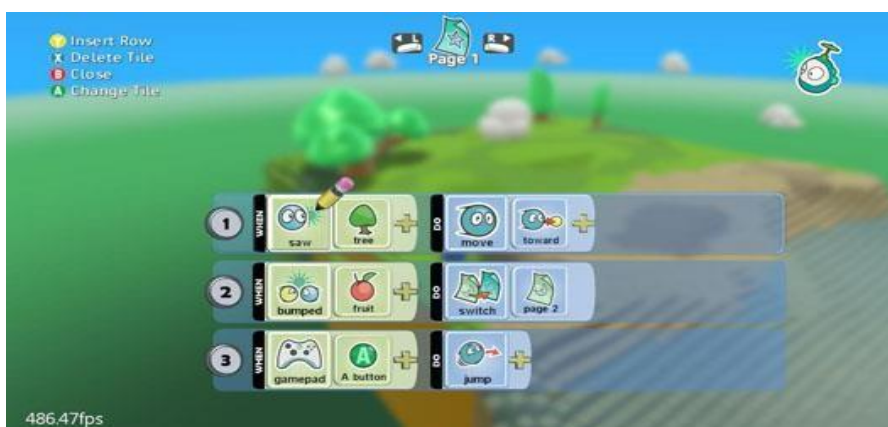 Y Insert Row
X Delete Tile
B Close
A Change Tile
L
R
Page 1
1 WHEN saw tree DO move toward
2 WHEN bumped fruit DO switch page 2
3 WHEN gamepad A A button DO jump
486.47fps